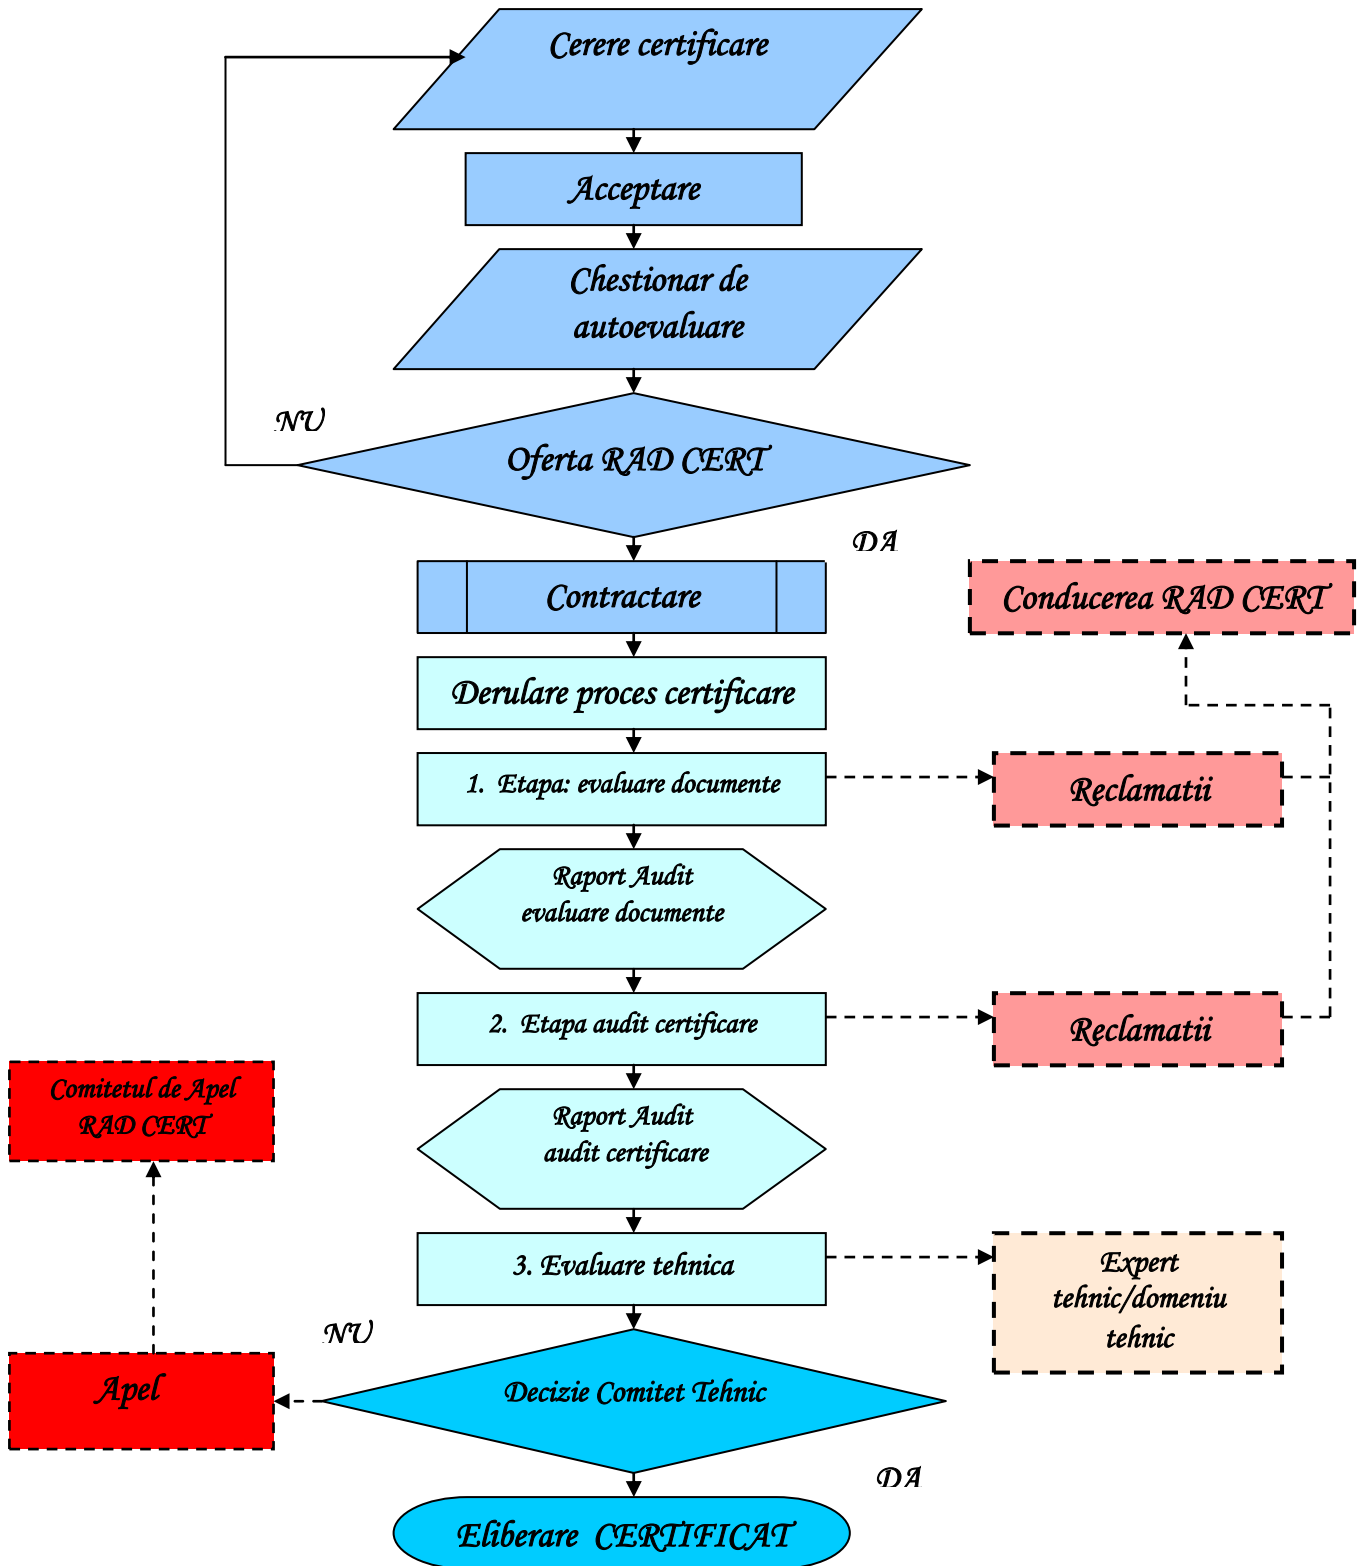 Cerere certificare
Acceptare
Chestionar de
autoevaluare
NU
Oferta RAD CERT
DA
Contractare
Conducerea RAD CERT
Derulare proces certificare
1. Etapa: evaluare documente
Reclamatii
Raport Audit
evaluare documente
2. Etapa audit certificare
Reclamatii
Comitetul de Apel
RAD CERT
Raport Audit
audit certificare
3. Evaluare tehnica
Expert
tehnic/domeniu
tehnic
NU
Apel
Decizie Comitet Tehnic
DA
Eliberare CERTIFICAT